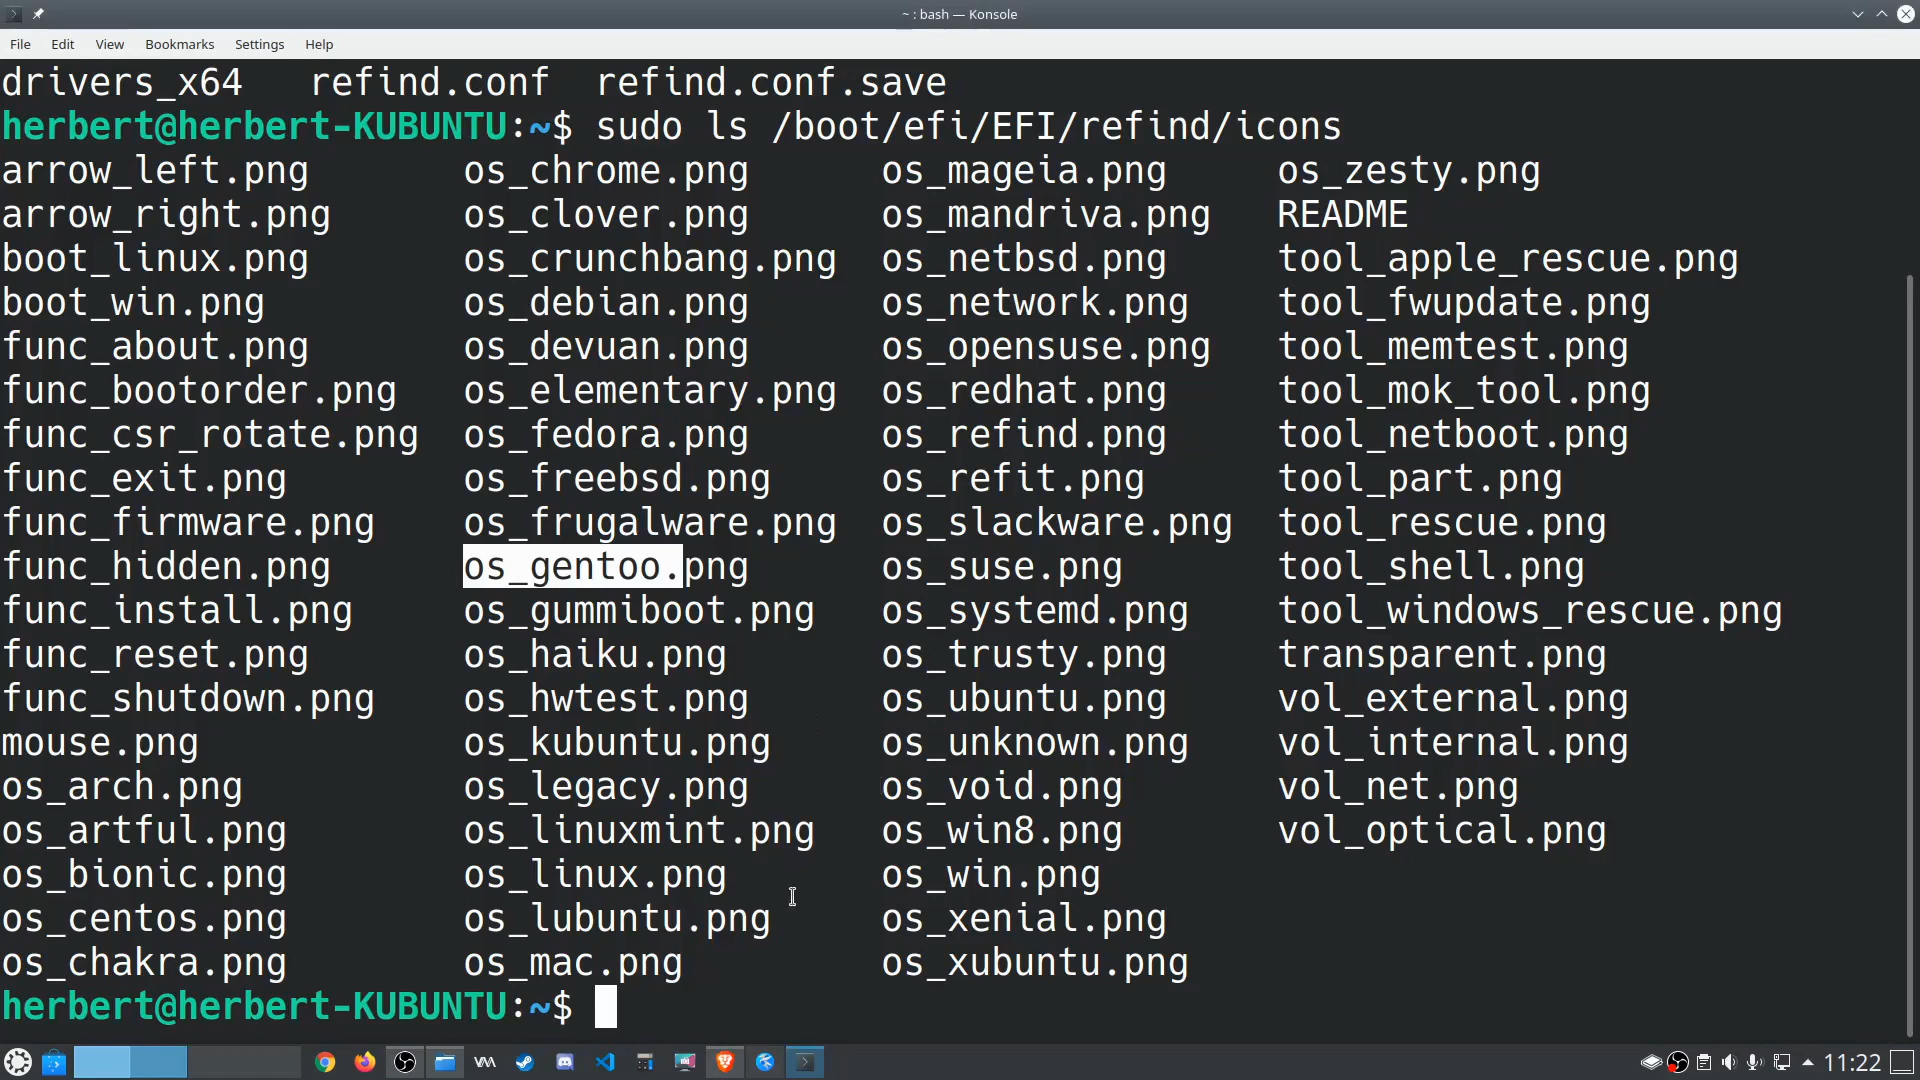 ~ : bash — Konsole
File Edit View Bookmarks Settings Help
drivers_x64 refind.conf refind.conf.save
herbert@herbert-KUBUNTU:~$ sudo ls /boot/efi/EFI/refind/icons
arrow_left.png os_chrome.png os_mageia.png os_zesty.png
arrow_right.png os_clover.png os_mandriva.png README
boot_linux.png os_crunchbang.png os_netbsd.png tool_apple_rescue.png
boot_win.png os_debian.png os_network.png tool_fwupdate.png
func_about.png os_devuan.png os_opensuse.png tool_memtest.png
func_bootorder.png os_elementary.png os_redhat.png tool_mok_tool.png
func_csr_rotate.png os_fedora.png os_refind.png tool_netboot.png
func_exit.png os_freebsd.png os_refit.png tool_part.png
func_firmware.png os_frugalware.png os_slackware.png tool_rescue.png
func_hidden.png os_gentoo.png os_suse.png tool_shell.png
func_install.png os_gummiboot.png os_systemd.png tool_windows_rescue.png
func_reset.png os_haiku.png os_trusty.png transparent.png
func_shutdown.png os_hwtest.png os_ubuntu.png vol_external.png
mouse.png os_kubuntu.png os_unknown.png vol_internal.png
os_arch.png os_legacy.png os_void.png vol_net.png
os_artful.png os_linuxmint.png os_win8.png vol_optical.png
os_bionic.png os_linux.png os_win.png
os_centos.png os_lubuntu.png os_xenial.png
os_chakra.png os_mac.png os_xubuntu.png
herbert@herbert-KUBUNTU:~$
11:22